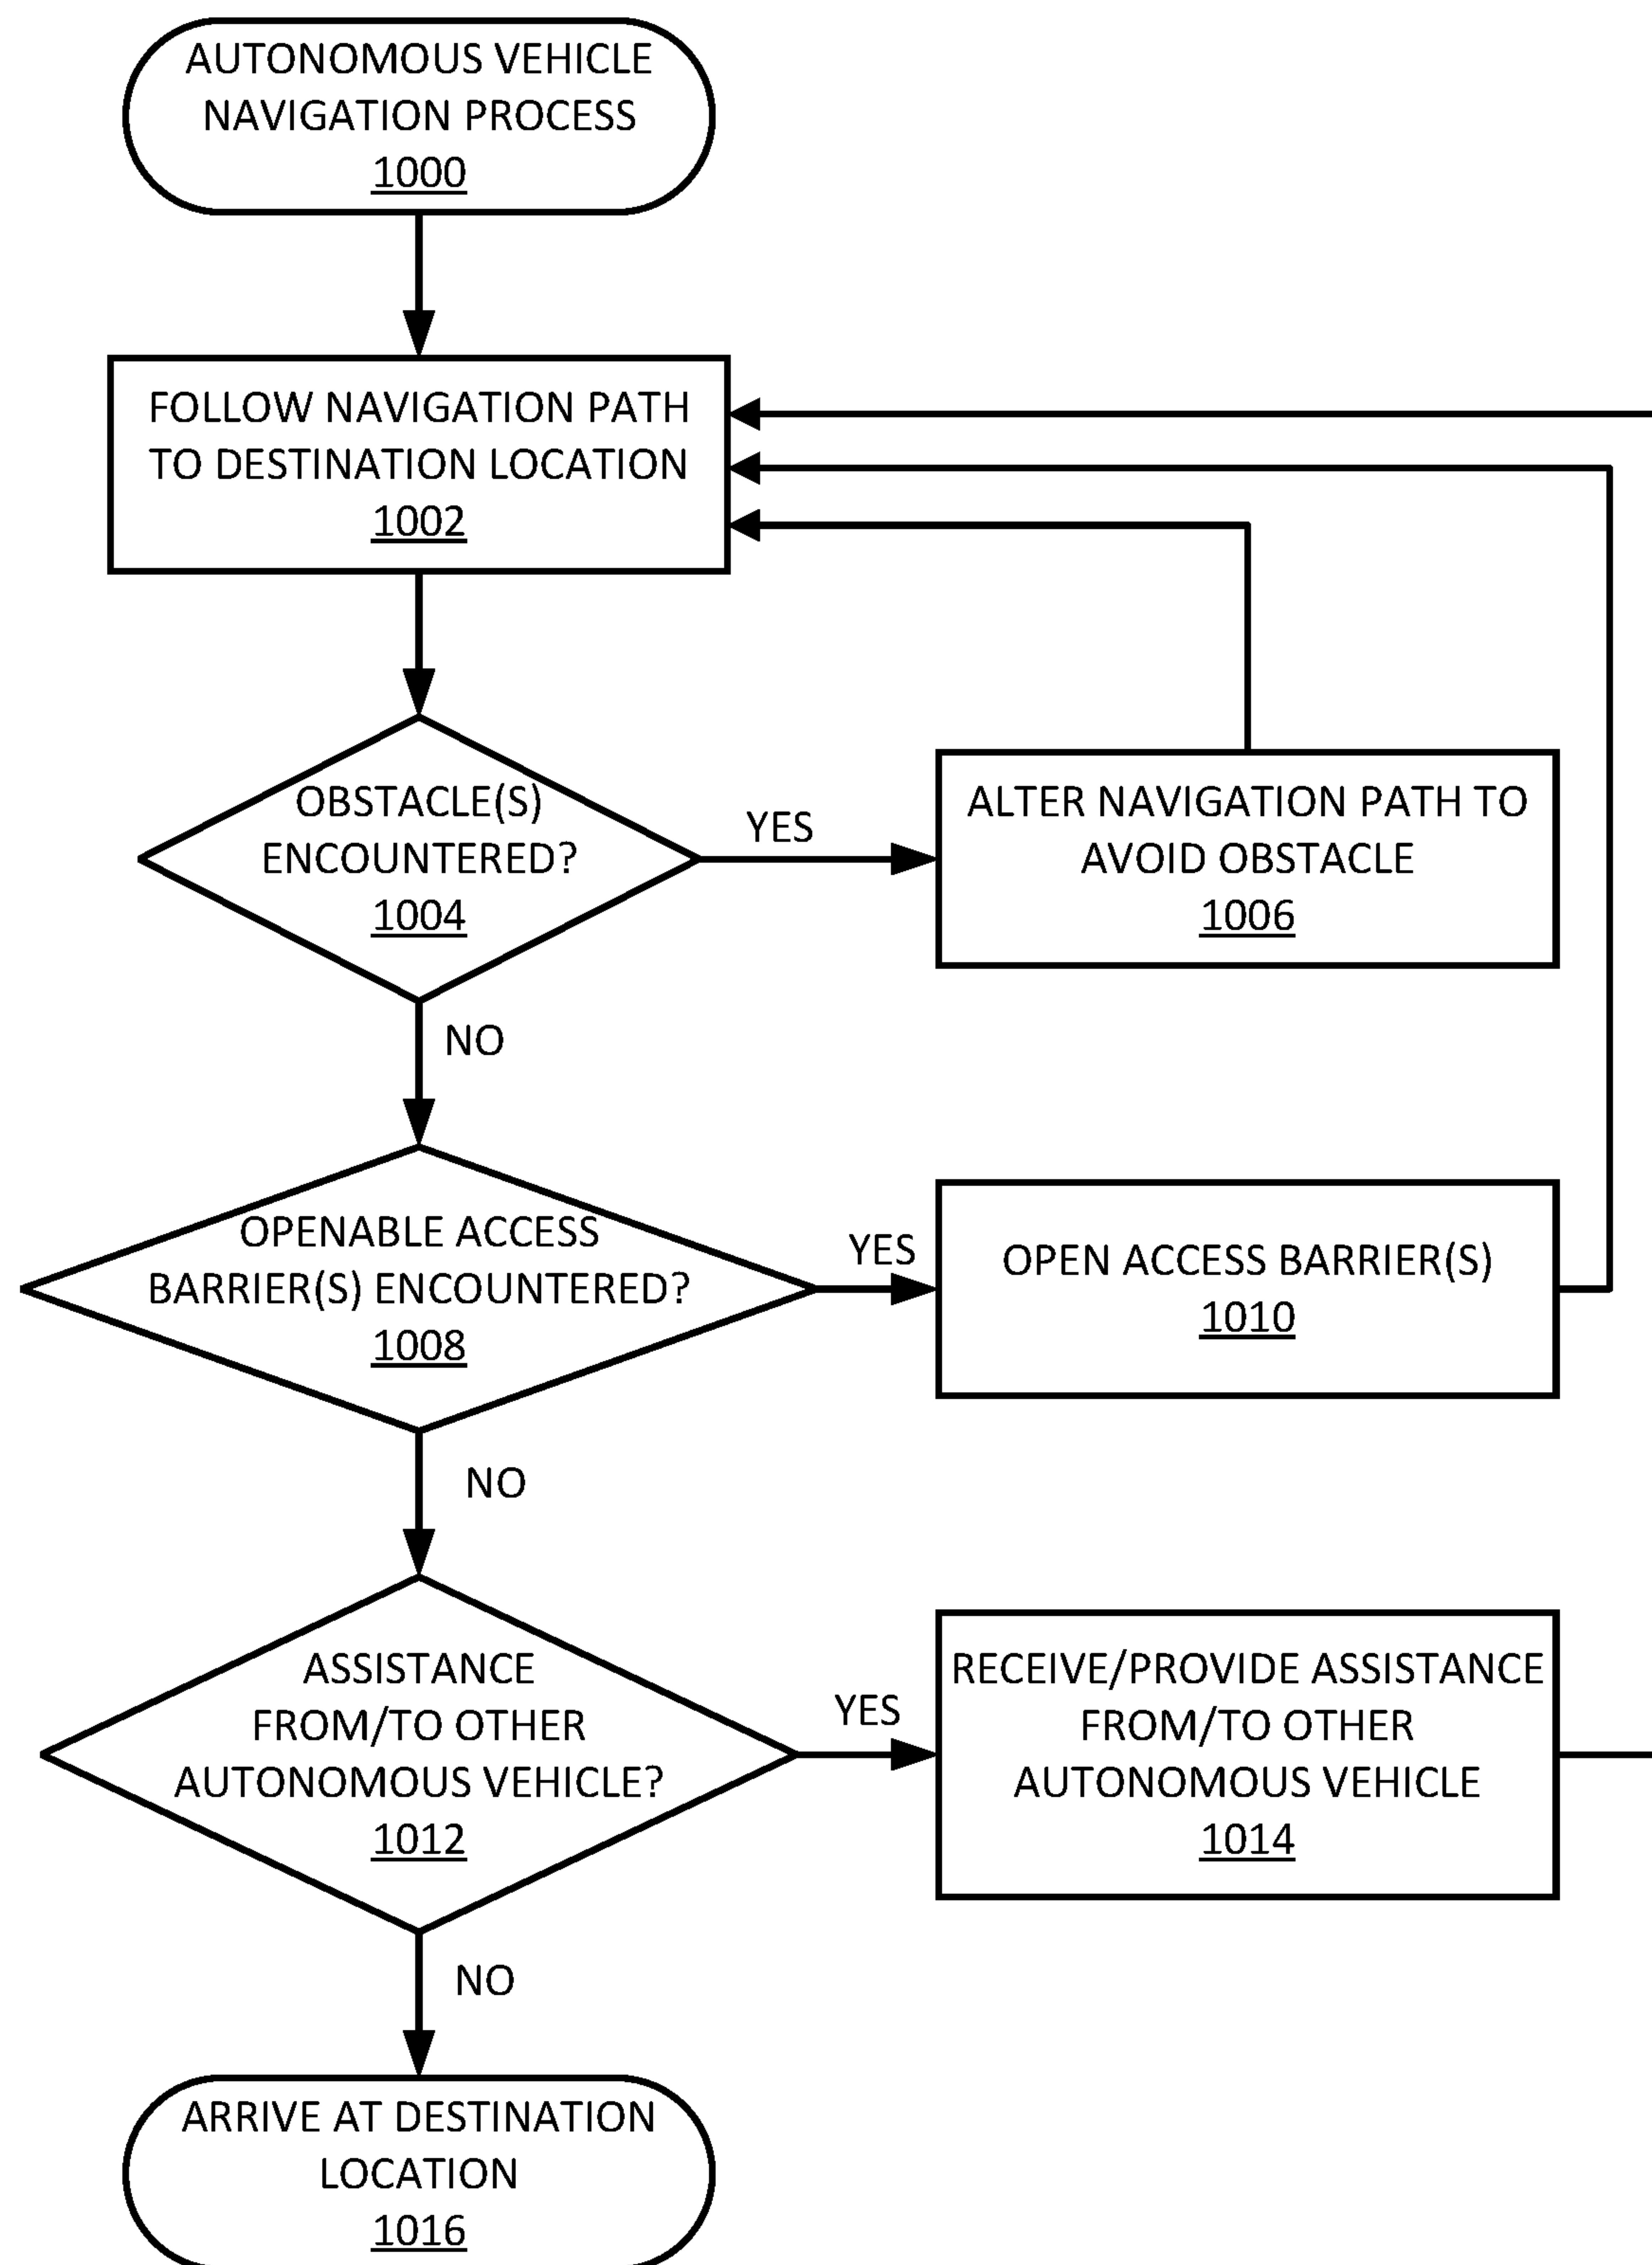 AUTONOMOUS VEHICLE
NAVIGATION PROCESS
1000
FOLLOW NAVIGATION PATH
TO DESTINATION LOCATION
1002
OBSTACLE(S)
ENCOUNTERED?
1004
YES
ALTER NAVIGATION PATH TO
AVOID OBSTACLE
1006
NO
OPENABLE ACCESS
BARRIER(S) ENCOUNTERED?
1008
YES
OPEN ACCESS BARRIER(S)
1010
NO
ASSISTANCE
FROM/TO OTHER
AUTONOMOUS VEHICLE?
1012
YES
RECEIVE/PROVIDE ASSISTANCE
FROM/TO OTHER
AUTONOMOUS VEHICLE
1014
NO
ARRIVE AT DESTINATION
LOCATION
1016